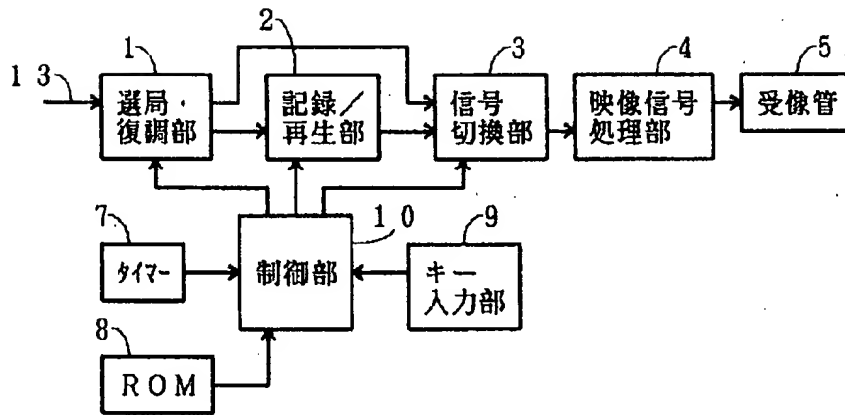 13
1
選局・
復調部
2
記録／
再生部
3
信号
切換部
4
映像信号
処理部
5
受像管
7
タイマー
10
制御部
9
キー
入力部
8
ROM